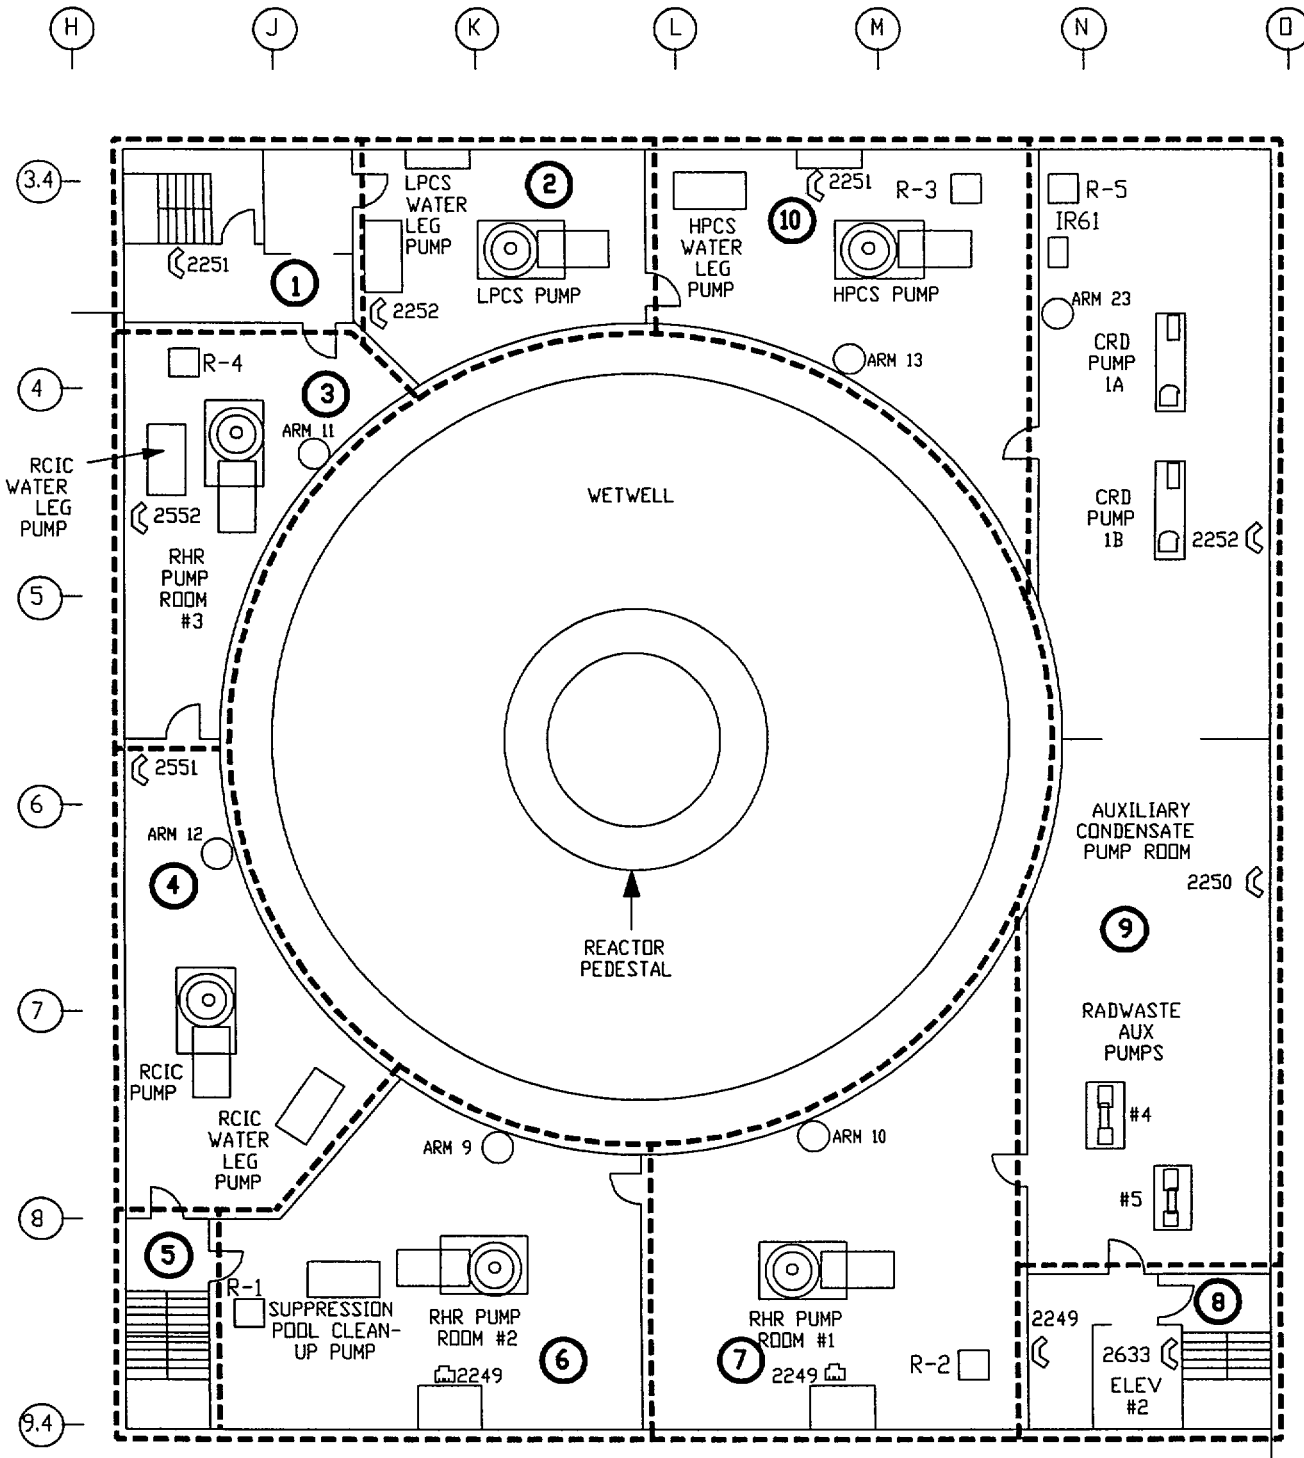 H J K L M N O
3.4
4
5
6
7
8
9.4
1
2251
LPCS
WATER
LEG
PUMP
2
LPCS PUMP
2252
HPCS
WATER
LEG
PUMP
10
2251
R-3
HPCS PUMP
ARM 13
R-5
IR61
ARM 23
CRD
PUMP
1A
CRD
PUMP
1B
2252
R-4
3
ARM 11
RCIC
WATER
LEG
PUMP
2552
RHR
PUMP
ROOM
#3
WETWELL
REACTOR
PEDESTAL
2551
ARM 12
4
RCIC
PUMP
RCIC
WATER
LEG
PUMP
AUXILIARY
CONDENSATE
PUMP ROOM
2250
9
RADWASTE
AUX
PUMPS
#4
#5
ARM 9
ARM 10
5
R-1
SUPPRESSION
POOL CLEAN-
UP PUMP
RHR PUMP
ROOM #2
6
2249
RHR PUMP
ROOM #1
7
2249
R-2
8
2249
2633
ELEV
#2